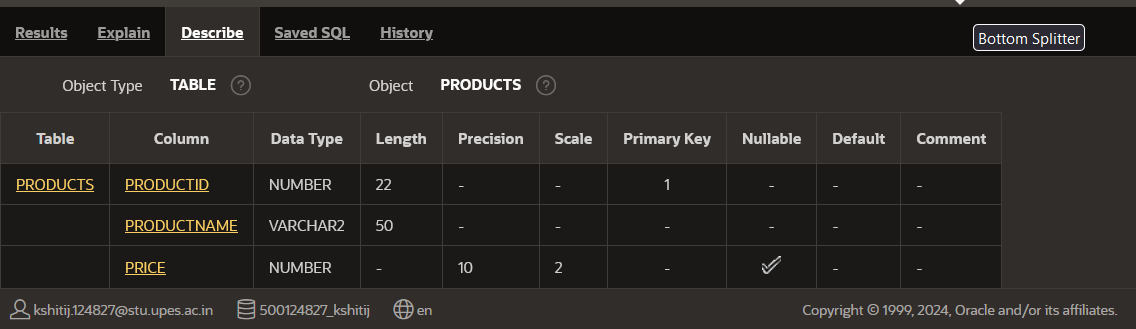 Results Explain Describe Saved SQL History
Bottom Splitter
Object Type TABLE ? Object PRODUCTS ?
Table Column Data Type Length Precision Scale Primary Key Nullable Default Comment
PRODUCTS PRODUCTID NUMBER 22 - - 1 - - -
PRODUCTNAME VARCHAR2 50 - - - - - -
PRICE NUMBER - 10 2 - - -
kshitij.124827@stu.upes.ac.in 500124827_kshitij en Copyright © 1999, 2024, Oracle and/or its affiliates.